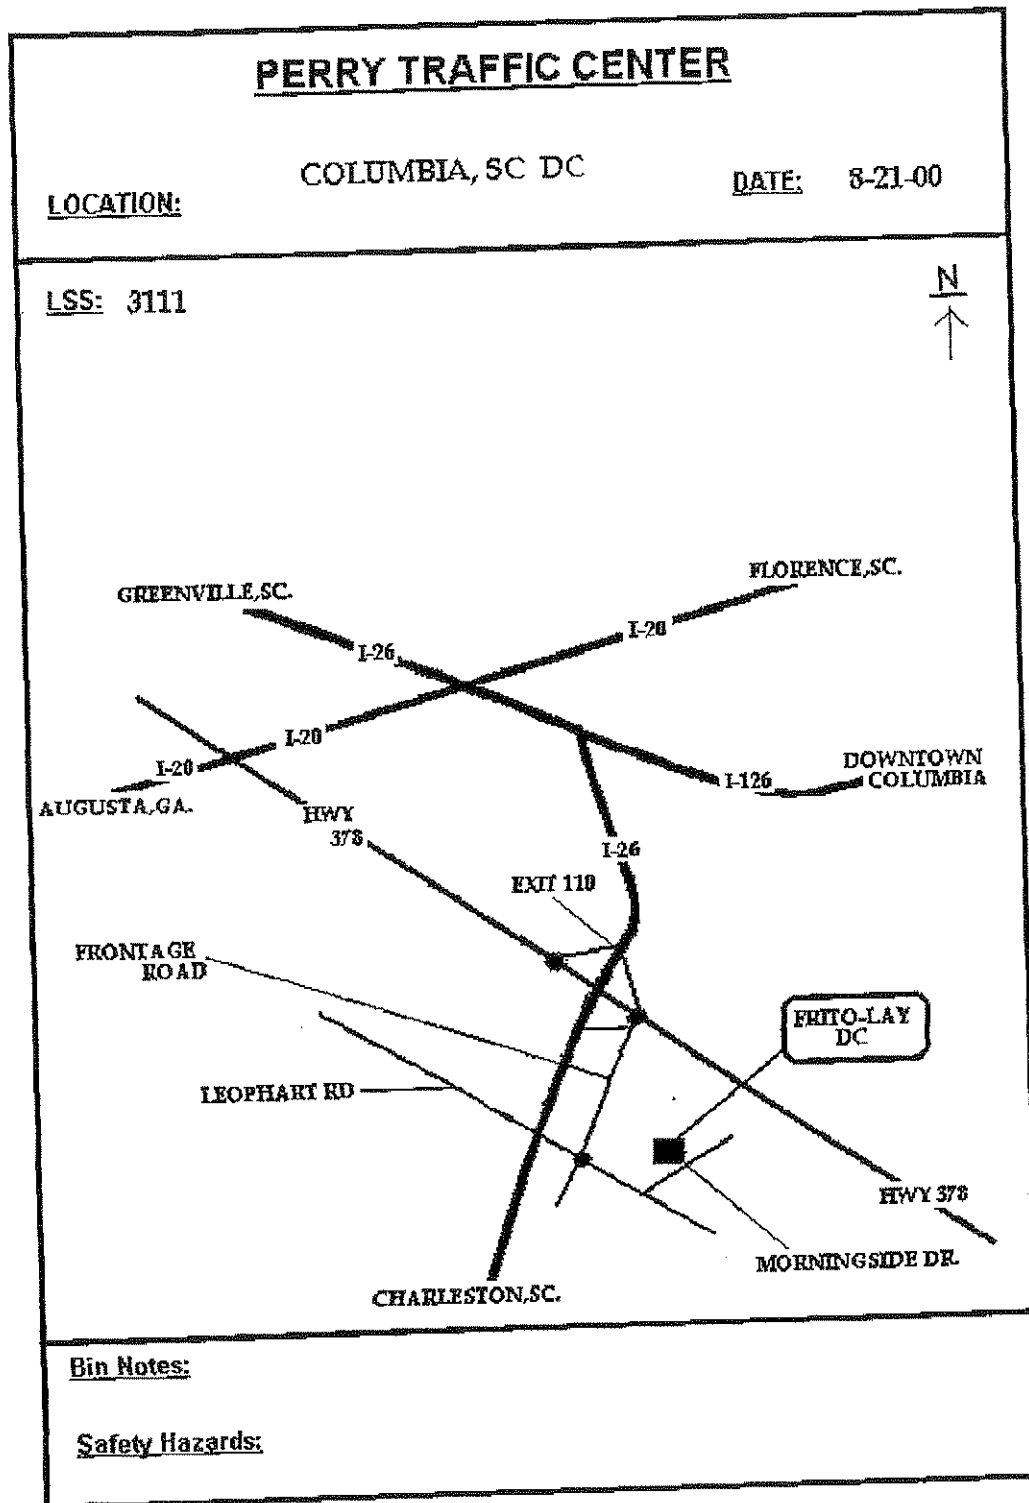 PERRY TRAFFIC CENTER
COLUMBIA, SC DC
LOCATION:
DATE: 8-21-00
LSS: 3111
N
GREENVILLE,SC.
FLORENCE,SC.
I-26
I-20
I-20
I-20
AUGUSTA,GA.
HWY
378
I-126
DOWNTOWN
COLUMBIA
I-26
EXIT 110
FRONTAGE
ROAD
FRITO-LAY
DC
LEOPHART RD
HWY 378
MORNINGSIDE DR.
CHARLESTON,SC.
Bin Notes:
Safety Hazards: